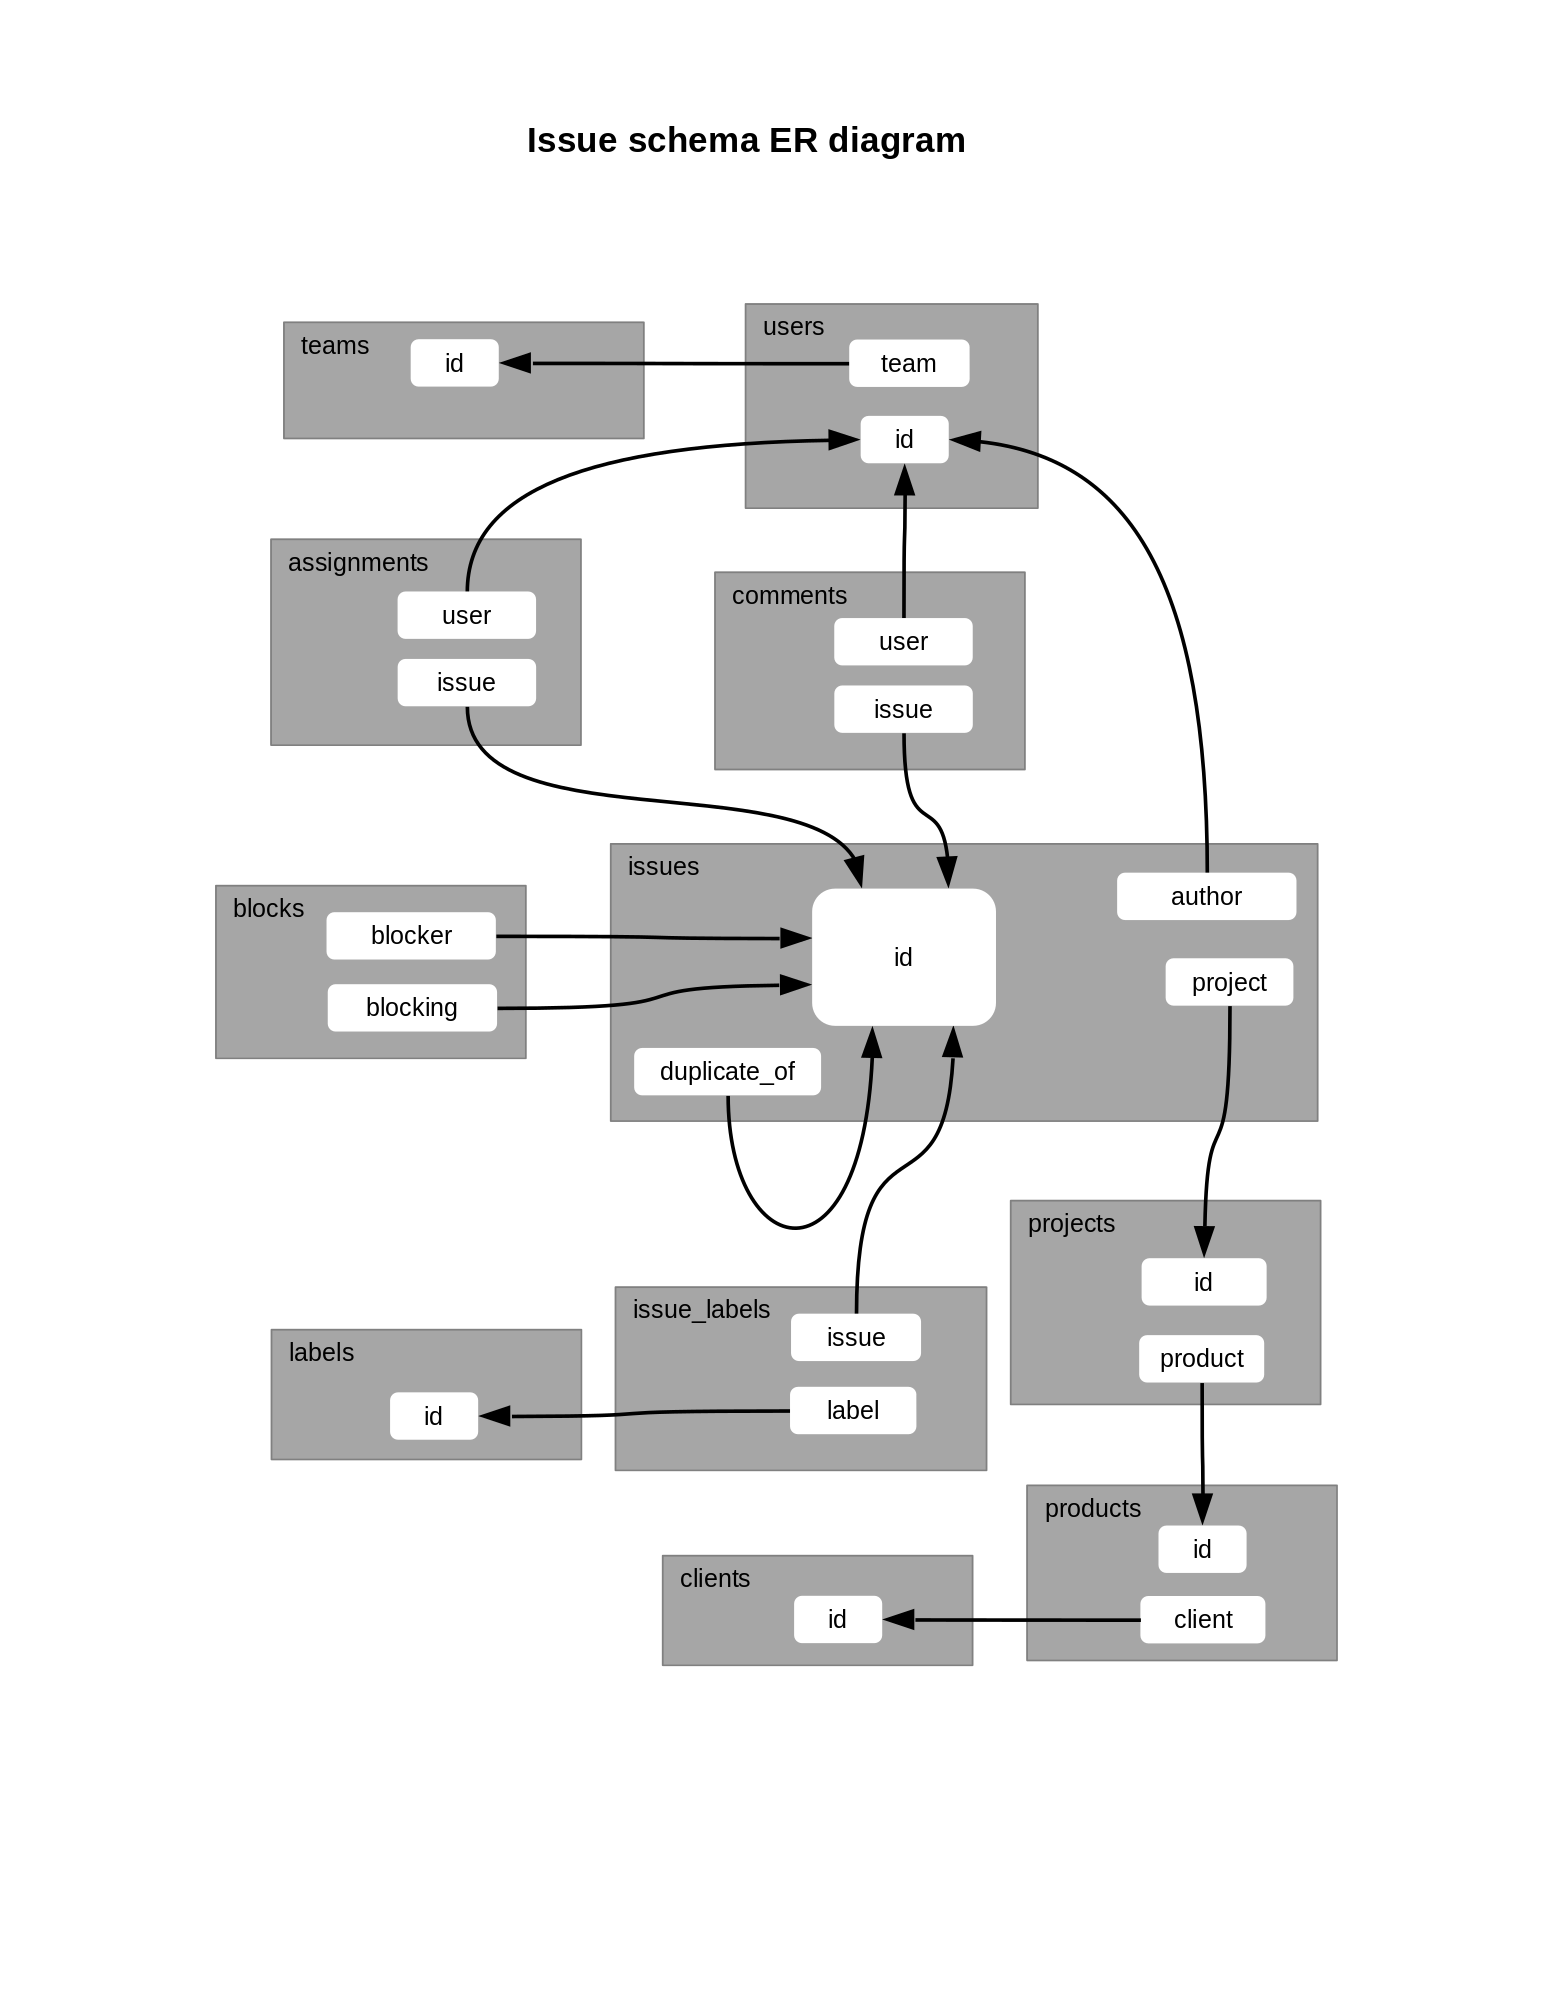 Issue schema ER diagram
teams
id
users
team
id
assignments
user
issue
comments
user
issue
issues
id
author
project
duplicate_of
blocks
blocker
blocking
projects
id
product
issue_labels
issue
label
labels
id
products
id
client
clients
id